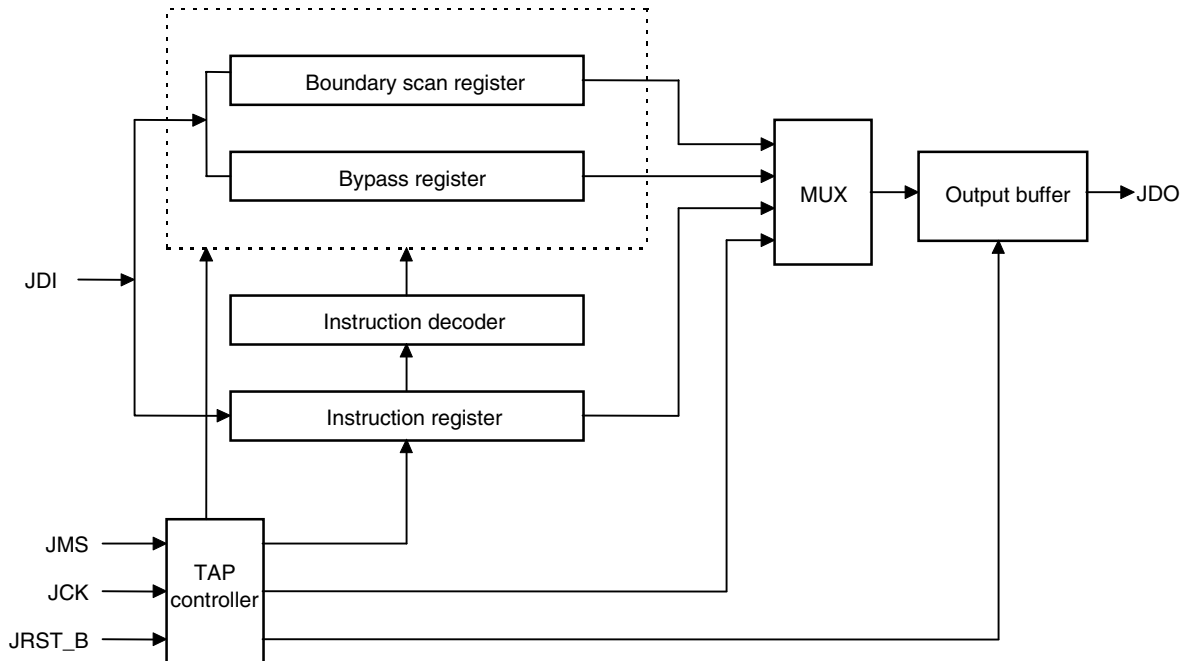 Boundary scan register
Bypass register
MUX
Output buffer
JDO
JDI
Instruction decoder
Instruction register
JMS
JCK
JRST_B
TAP
controller